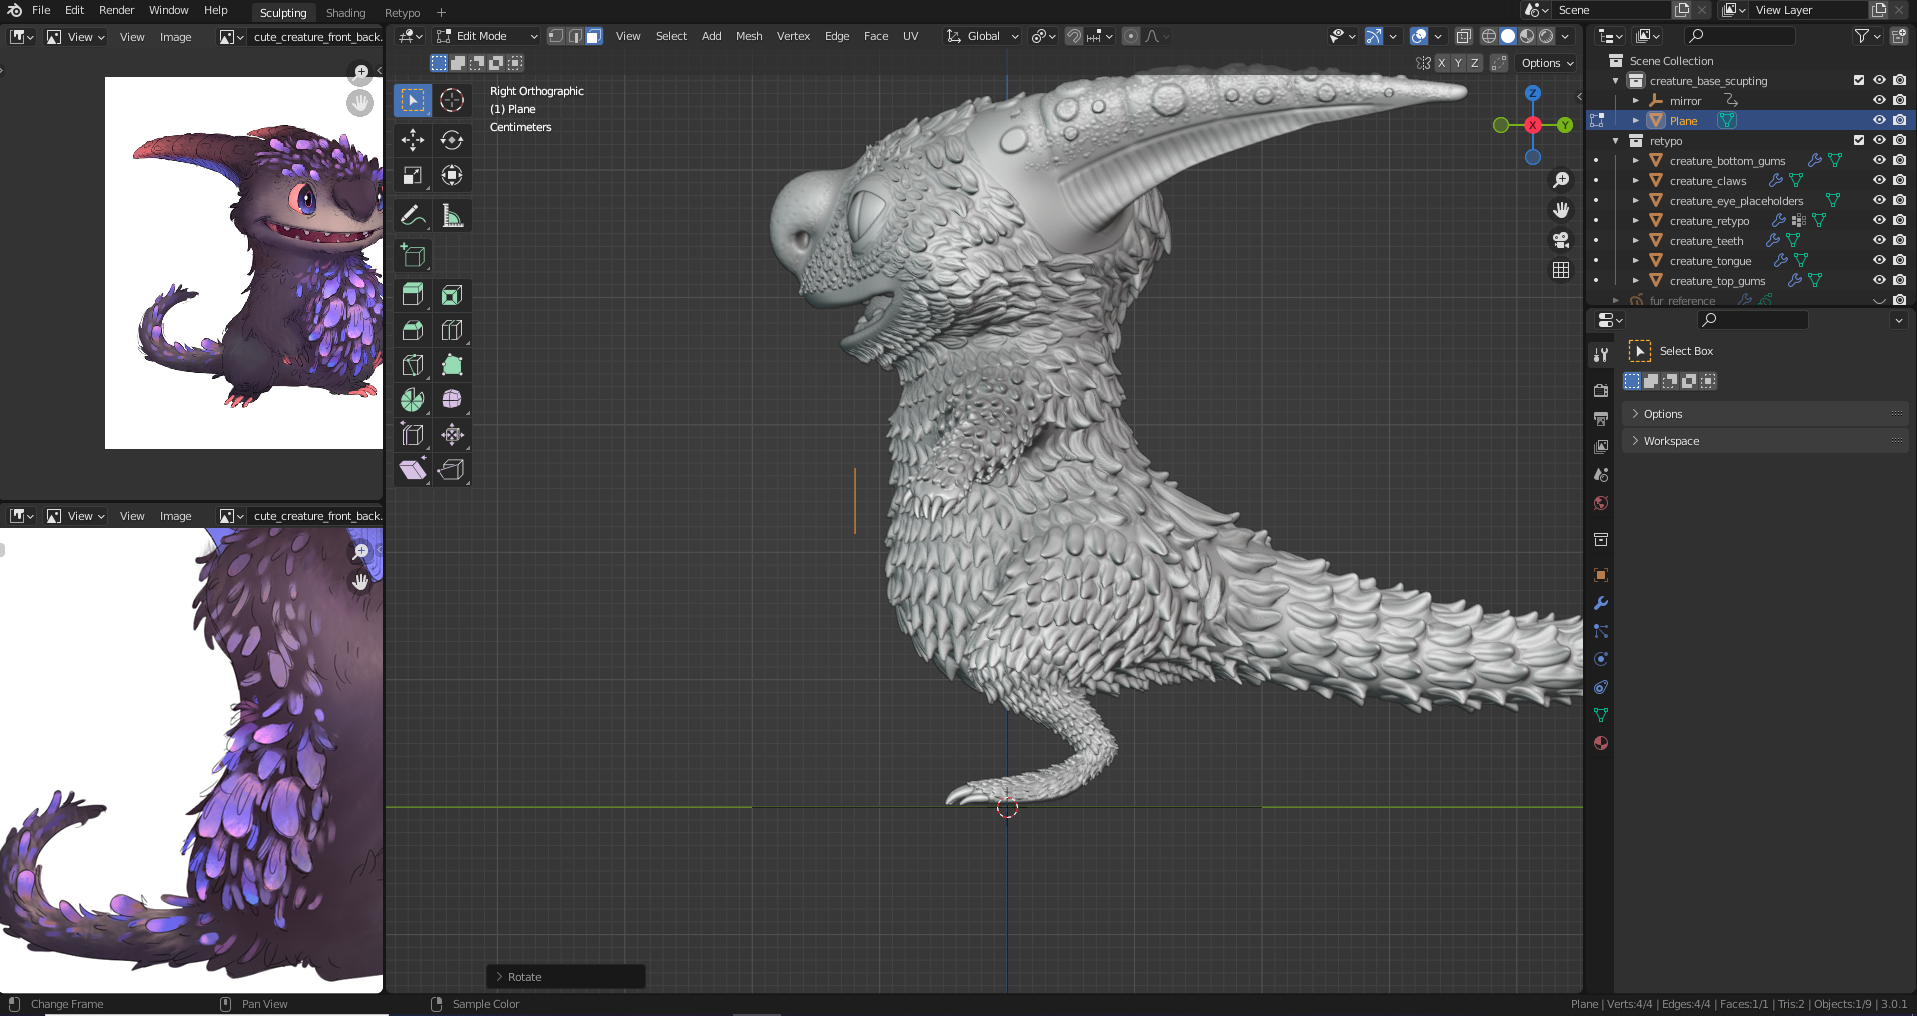 File Edit Render Window Help Sculpting Shading Retypo + Scene View Layer
View View Image cute_creature_front_back.
Edit Mode View Select Add Mesh Vertex Edge Face UV Global
X Y Z Options
Right Orthographic
(1) Plane
Centimeters
Z
X
Y
Scene Collection
creature_base_scupting
mirror
Plane
retypo
creature_bottom_gums
creature_claws
creature_eye_placeholders
creature_retypo
creature_teeth
creature_tongue
creature_top_gums
fur_reference
Select Box
Options
Workspace
View View Image cute_creature_front_back.
Rotate
Change Frame Pan View Sample Color Plane | Verts:4/4 | Edges:4/4 | Faces:1/1 | Tris:2 | Objects:1/9 | 3.0.1